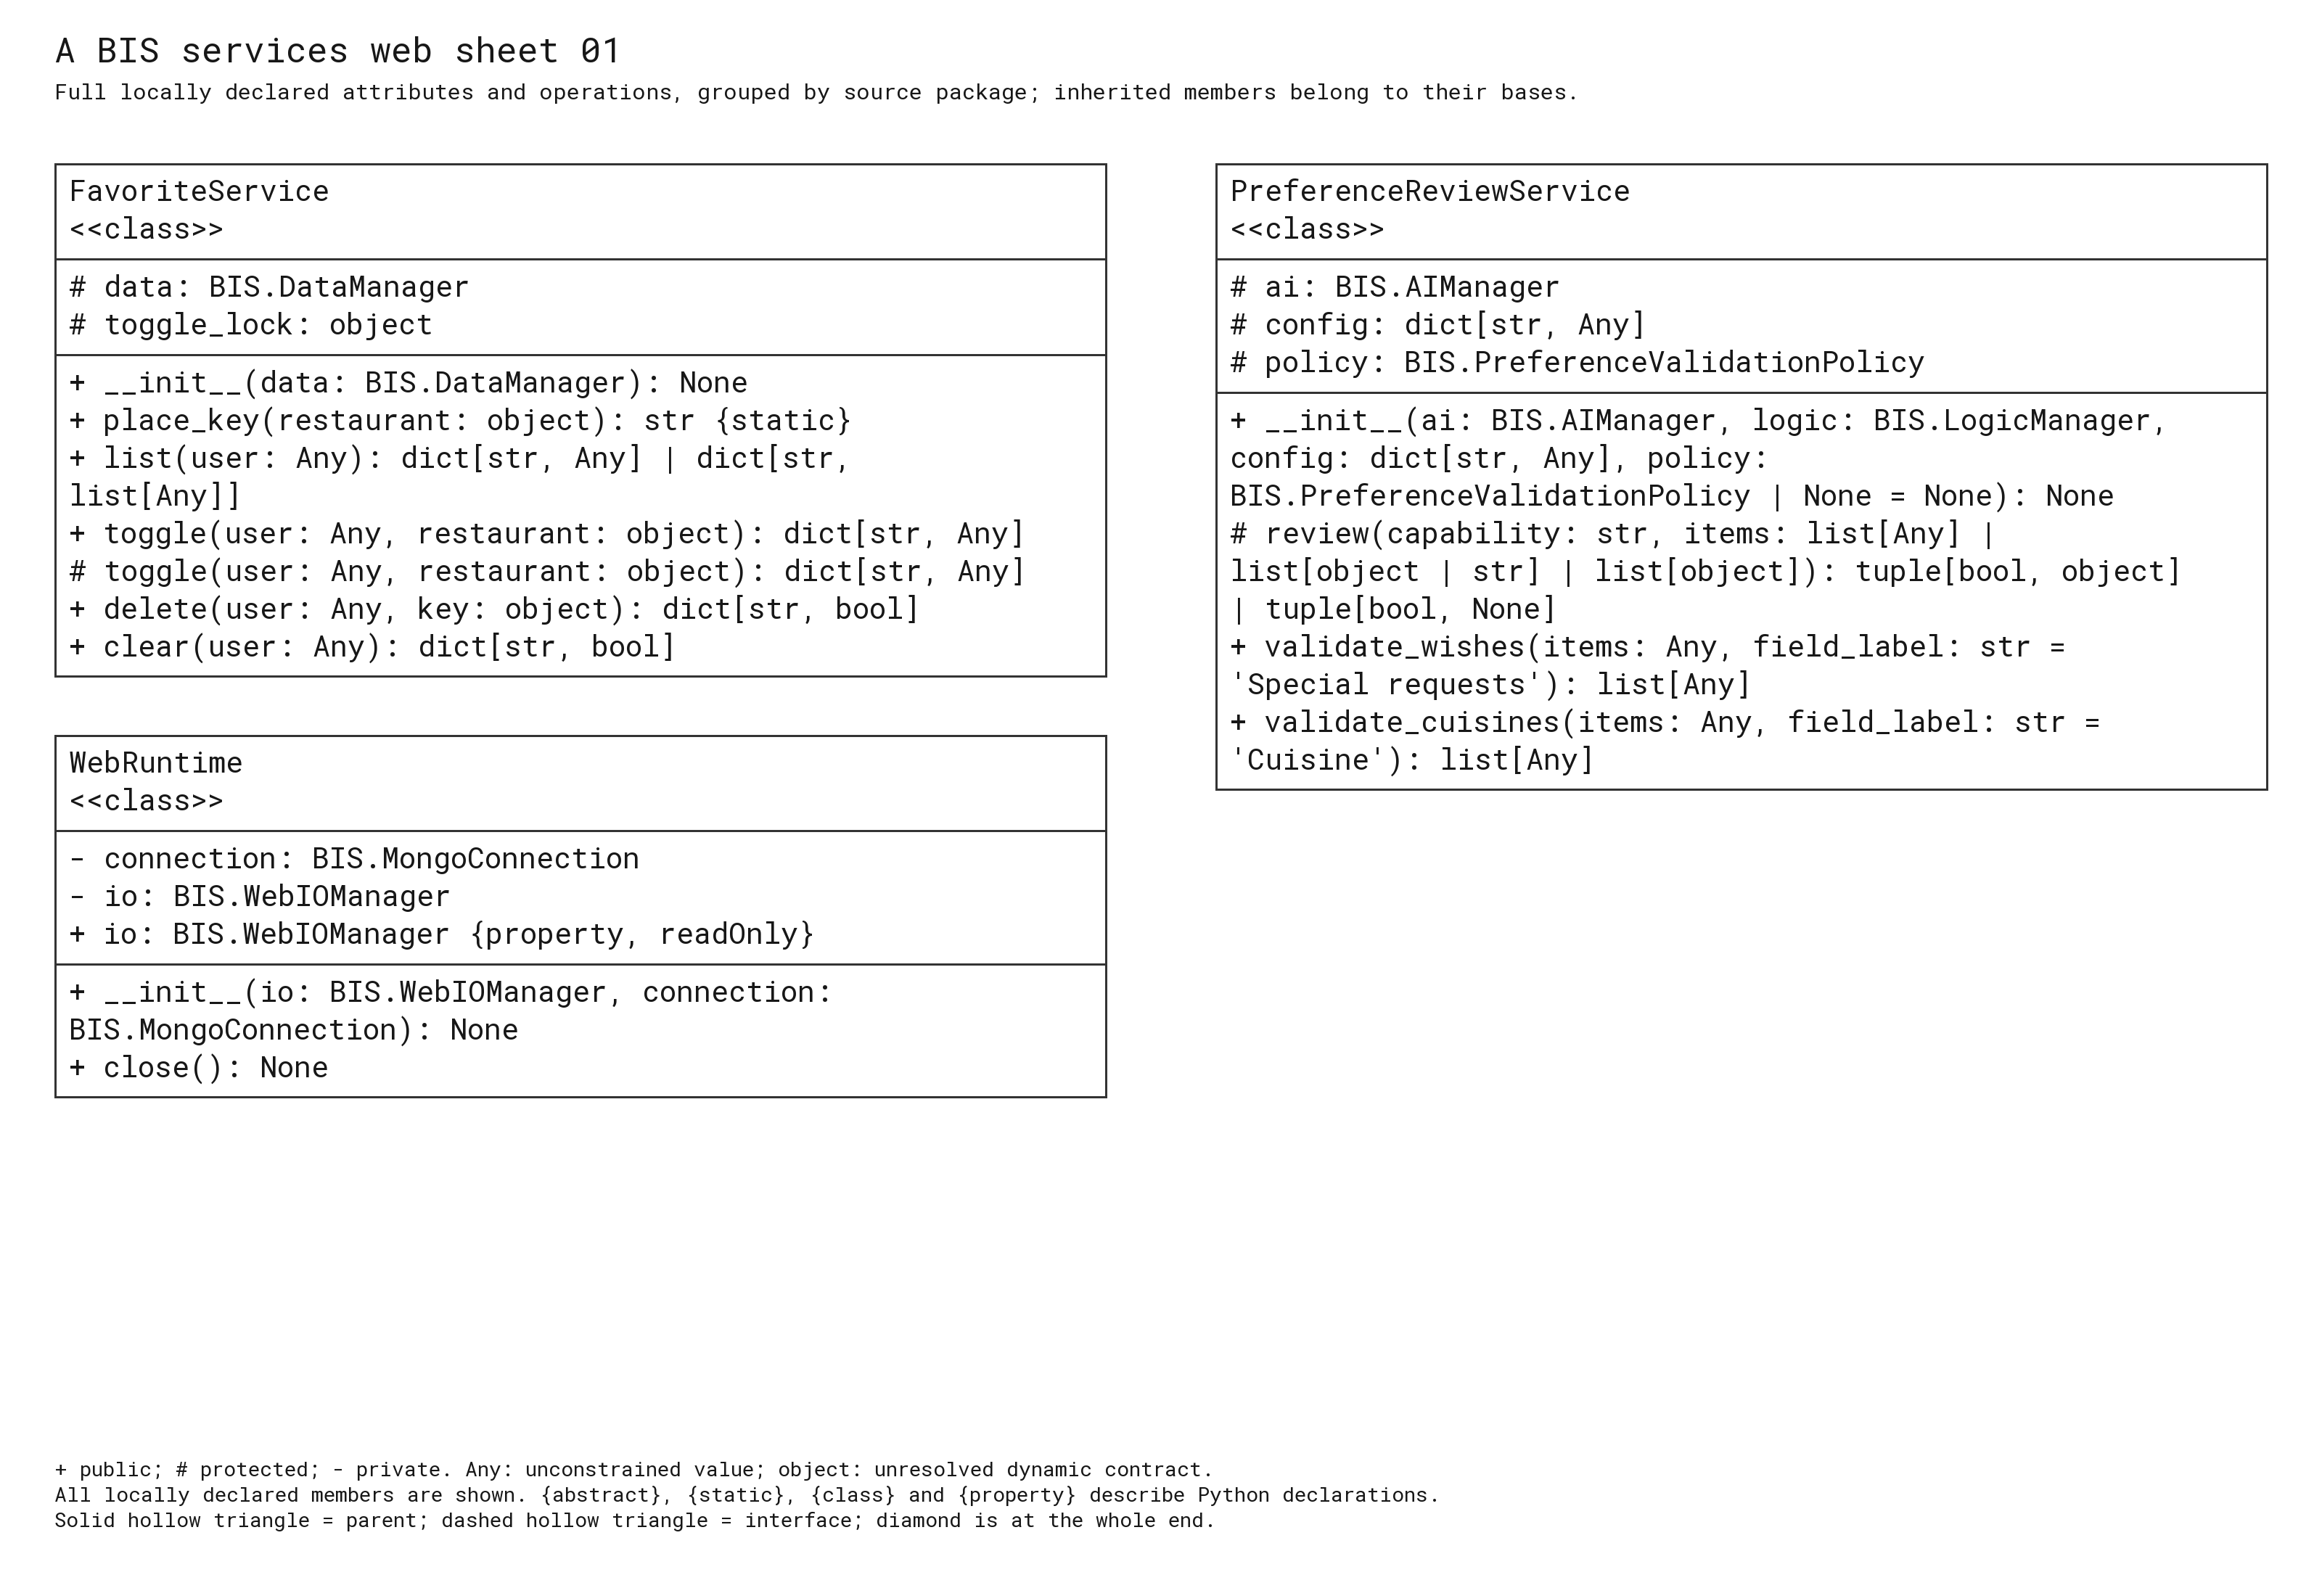 A BIS services web sheet 01
Full locally declared attributes and operations, grouped by source package; inherited members belong to their bases.
FavoriteService
<<class>>
# data: BIS.DataManager
# toggle_lock: object
+ __init__(data: BIS.DataManager): None
+ place_key(restaurant: object): str {static}
+ list(user: Any): dict[str, Any] | dict[str,
list[Any]]
+ toggle(user: Any, restaurant: object): dict[str, Any]
# toggle(user: Any, restaurant: object): dict[str, Any]
+ delete(user: Any, key: object): dict[str, bool]
+ clear(user: Any): dict[str, bool]
PreferenceReviewService
<<class>>
# ai: BIS.AIManager
# config: dict[str, Any]
# policy: BIS.PreferenceValidationPolicy
+ __init__(ai: BIS.AIManager, logic: BIS.LogicManager,
config: dict[str, Any], policy:
BIS.PreferenceValidationPolicy | None = None): None
# review(capability: str, items: list[Any] |
list[object | str] | list[object]): tuple[bool, object]
| tuple[bool, None]
+ validate_wishes(items: Any, field_label: str =
'Special requests'): list[Any]
+ validate_cuisines(items: Any, field_label: str =
'Cuisine'): list[Any]
WebRuntime
<<class>>
- connection: BIS.MongoConnection
- io: BIS.WebIOManager
+ io: BIS.WebIOManager {property, readOnly}
+ __init__(io: BIS.WebIOManager, connection:
BIS.MongoConnection): None
+ close(): None
+ public; # protected; - private. Any: unconstrained value; object: unresolved dynamic contract.
All locally declared members are shown. {abstract}, {static}, {class} and {property} describe Python declarations.
Solid hollow triangle = parent; dashed hollow triangle = interface; diamond is at the whole end.